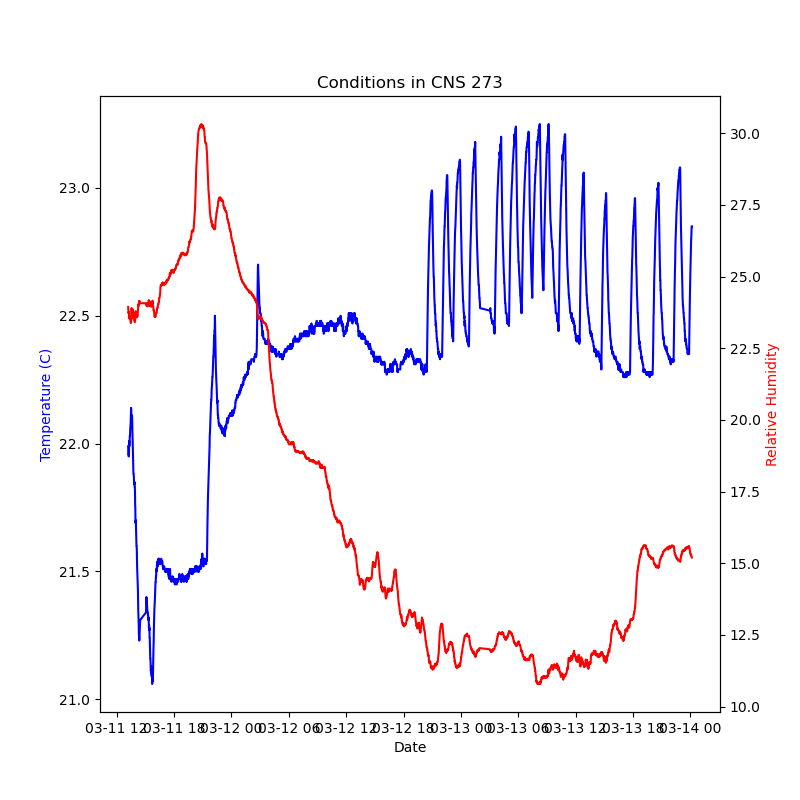 Conditions in CNS 273
23.0
22.5
22.0
21.5
21.0
Temperature (C)
30.0
27.5
25.0
22.5
20.0
17.5
15.0
12.5
10.0
Relative Humidity
03-11 12 03-11 18 03-12 00 03-12 06 03-12 12 03-12 18 03-13 00 03-13 06 03-13 12 03-13 18 03-14 00
Date